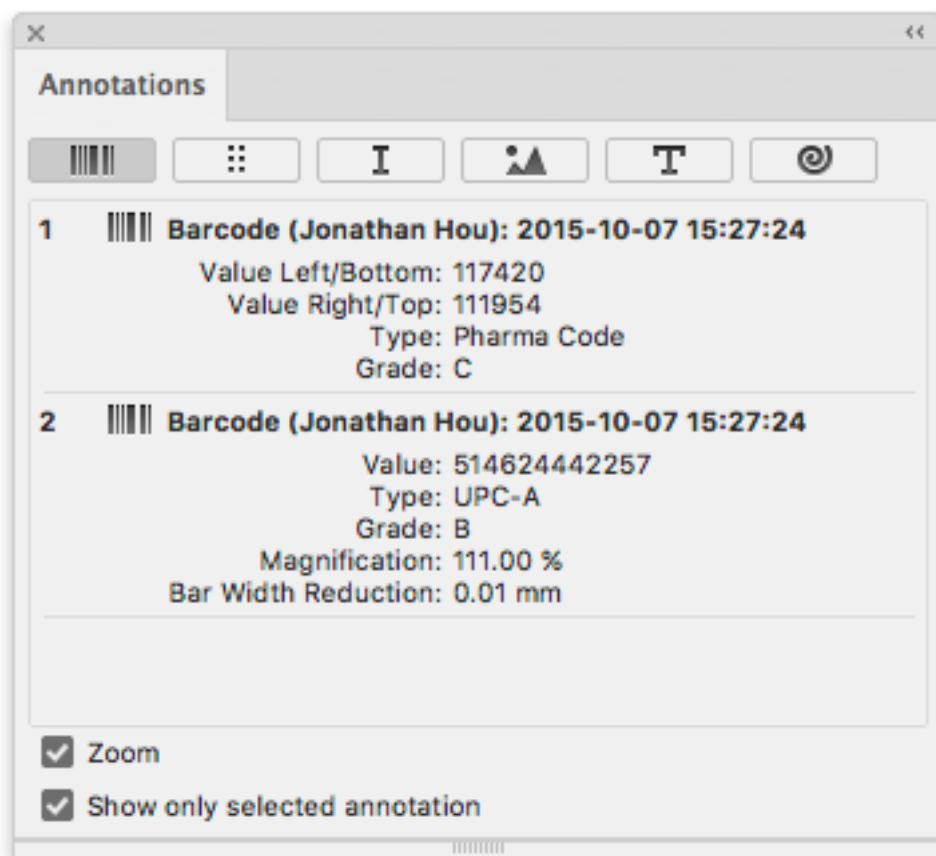 Annotations
1 Barcode (Jonathan Hou): 2015-10-07 15:27:24
Value Left/Bottom: 117420
Value Right/Top: 111954
Type: Pharma Code
Grade: C
2 Barcode (Jonathan Hou): 2015-10-07 15:27:24
Value: 514624442257
Type: UPC-A
Grade: B
Magnification: 111.00 %
Bar Width Reduction: 0.01 mm
Zoom
Show only selected annotation